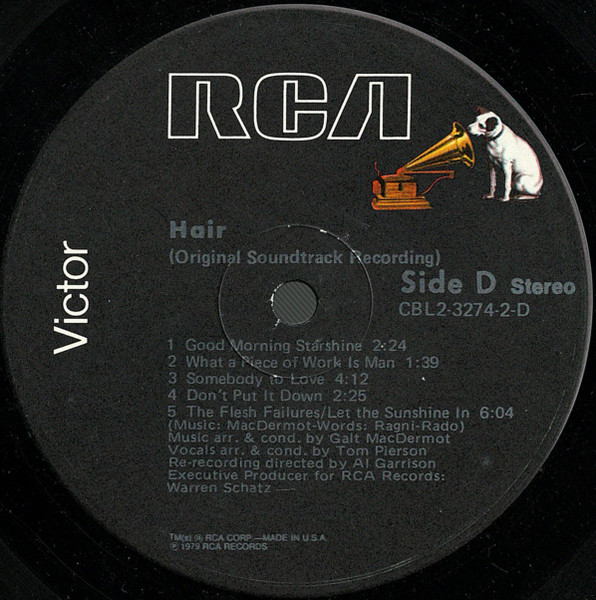 RCA
Hair
(Original Soundtrack Recording)
Side D Stereo
CBL2-3274-2-D
Victor
1 Good Morning Starshine 2:24
2 What a Piece of Work Is Man 1:39
3 Somebody to Love 4:12
4 Don't Put It Down 2:25
5 The Flesh Failures/Let the Sunshine In 6:04
(Music: MacDermot-Words: Ragni-Rado)
Music arr. & cond. by Galt MacDermot
Vocals arr. & cond. by Tom Pierson
Re-recording directed by Al Garrison
Executive Producer for RCA Records:
Warren Schatz
TM(s) ® RCA CORP.—MADE IN U.S.A.
℗ 1979 RCA RECORDS